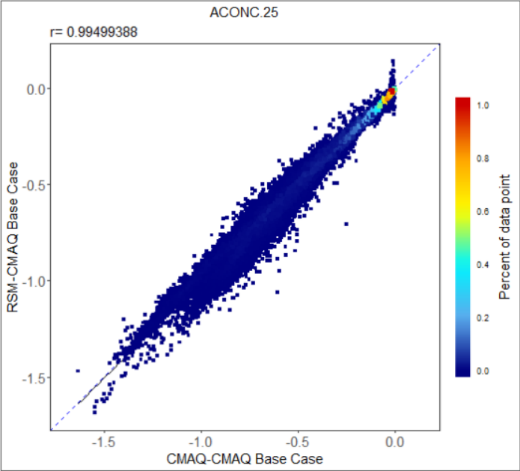 ACONC.25
r= 0.99499388
RSM-CMAQ Base Case
0.0
-0.5
-1.0
-1.5
-1.5
-1.0
-0.5
0.0
CMAQ-CMAQ Base Case
1.0
0.8
0.6
0.4
0.2
0.0
Percent of data point